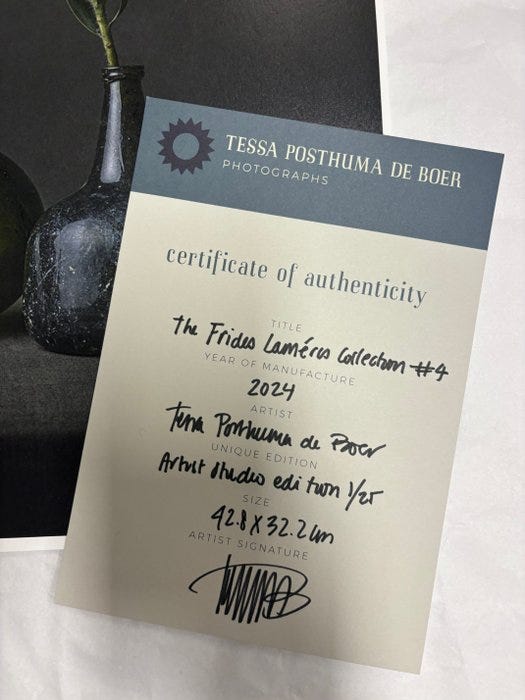 TESSA POSTHUMA DE BOER
PHOTOGRAPHS
certificate of authenticity
TITLE
the Frides Laméris Collection #4
YEAR OF MANUFACTURE
2024
ARTIST
Tessa Posthuma de Boer
UNIQUE EDITION
Artist studio edition 1/25
SIZE
42.8 X 32.2 cm
ARTIST SIGNATURE